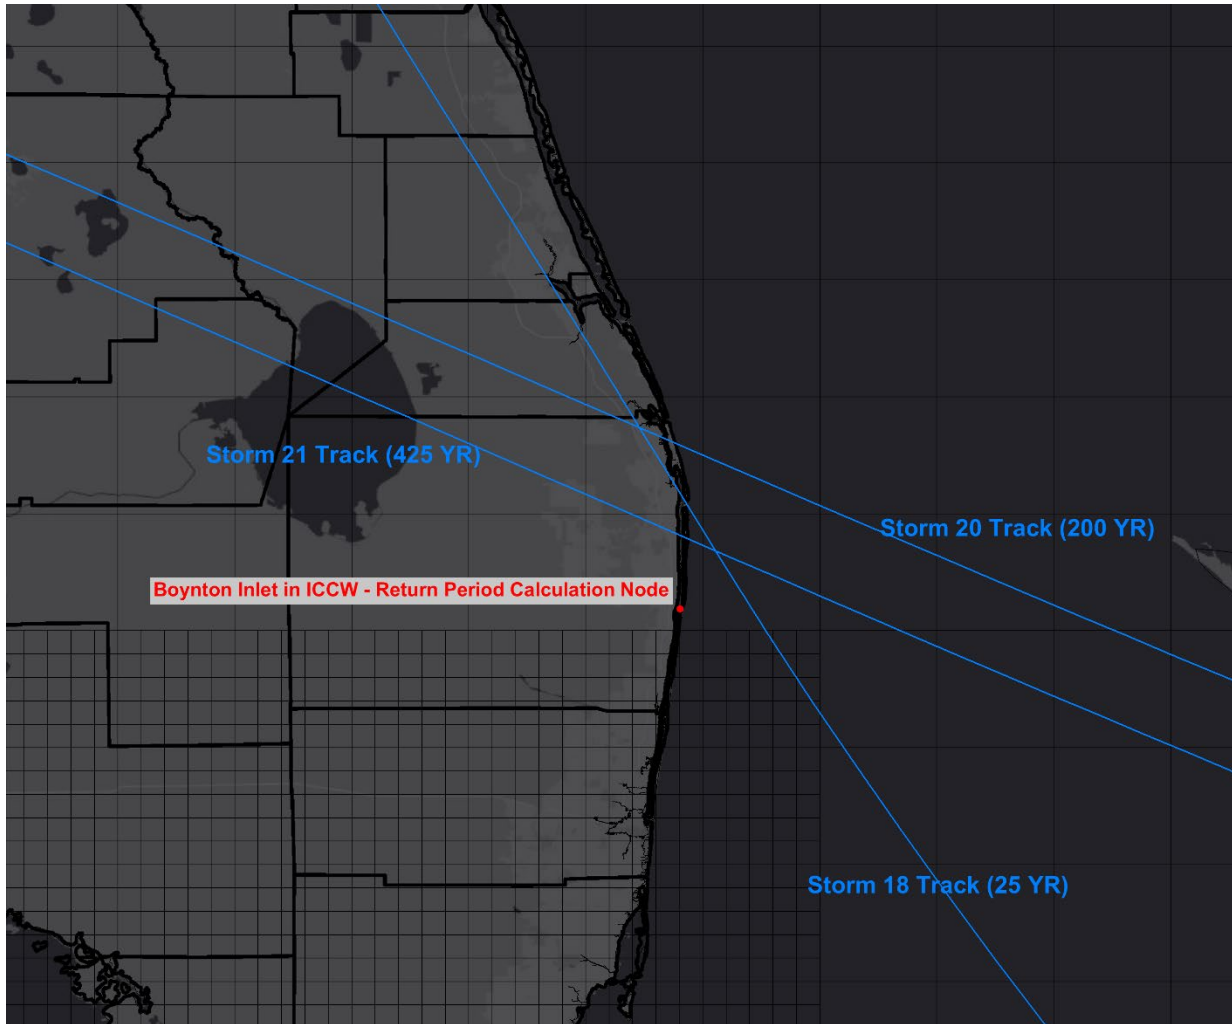 Storm 21 Track (425 YR)
Storm 20 Track (200 YR)
Boynton Inlet in ICCW - Return Period Calculation Node
Storm 18 Track (25 YR)